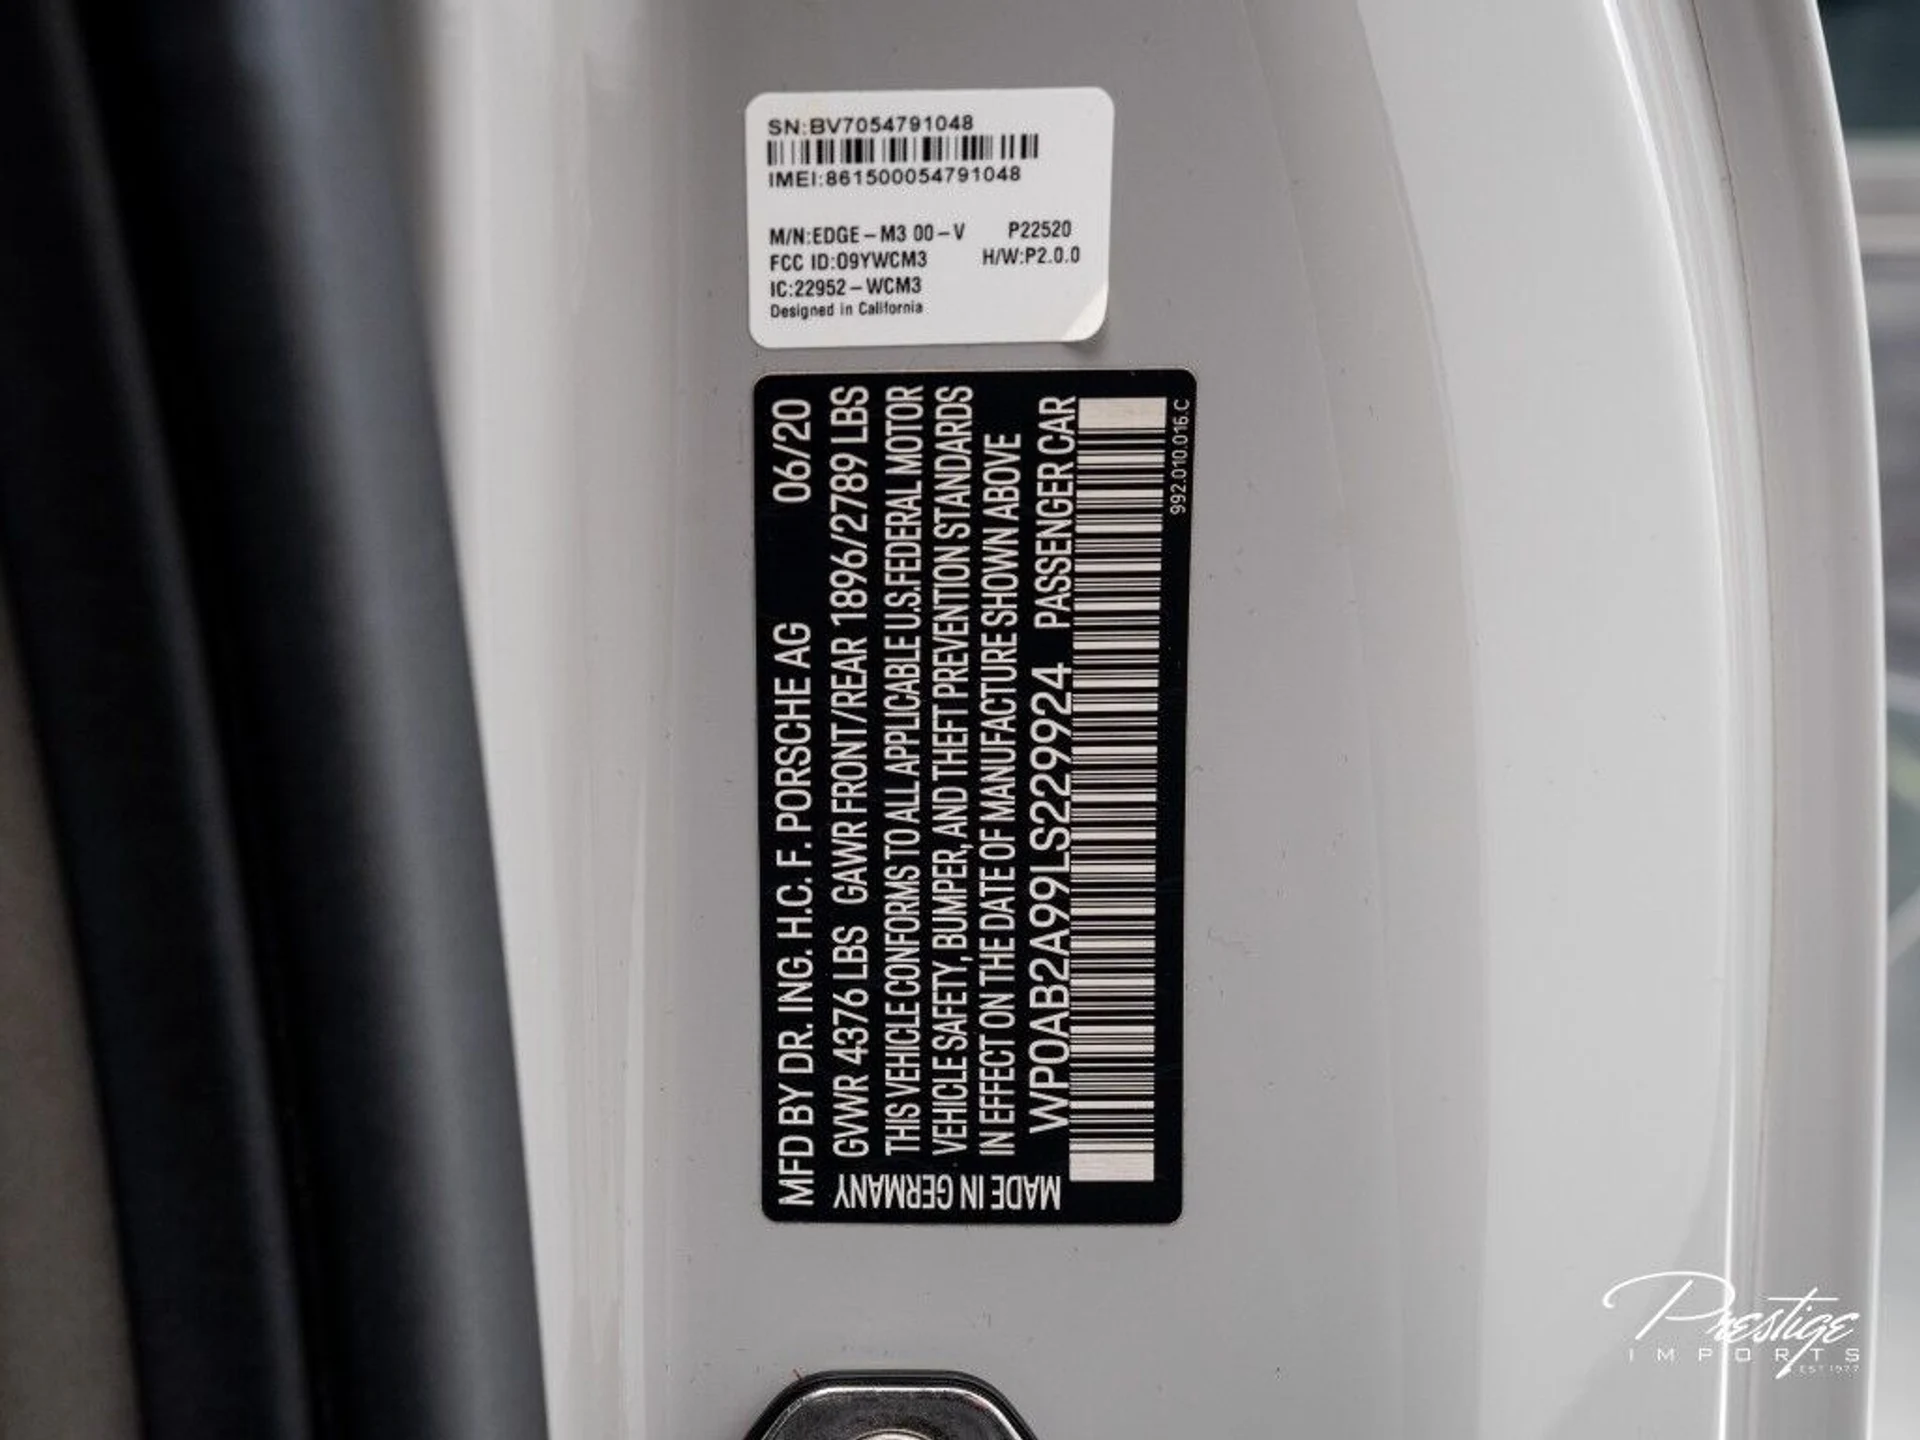 SN:BV7054791048
IMEI:861500054791048
M/N:EDGE-M3 00-V P22520
FCC ID:O9YWCM3 H/W:P2.0.0
IC:22952-WCM3
Designed in California
MFD BY DR. ING. H.C. F. PORSCHE AG 06/20
GVWR 4376 LBS GAWR FRONT/REAR 1896/2789 LBS
THIS VEHICLE CONFORMS TO ALL APPLICABLE U.S. FEDERAL MOTOR
VEHICLE SAFETY, BUMPER, AND THEFT PREVENTION STANDARDS
IN EFFECT ON THE DATE OF MANUFACTURE SHOWN ABOVE
WP0AB2A99LS229924 PASSENGER CAR
MADE IN GERMANY
992.010.016.C
Prestige
IMPORTS
EST 1977